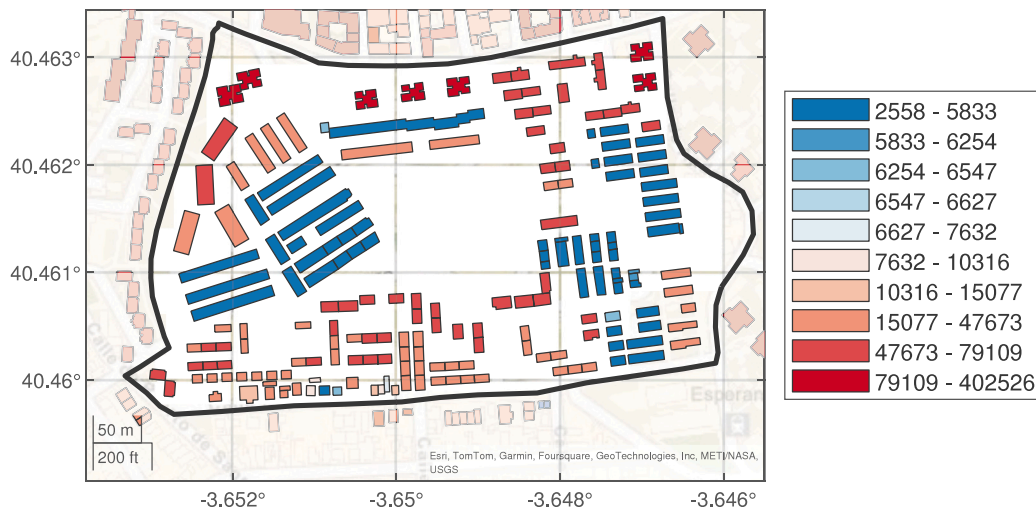 40.463°
40.462°
40.461°
40.46°
-3.652°
-3.65°
-3.648°
-3.646°
50 m
200 ft
Esperan
Esri, TomTom, Garmin, Foursquare, GeoTechnologies, Inc, METI/NASA,
USGS
2558 - 5833
5833 - 6254
6254 - 6547
6547 - 6627
6627 - 7632
7632 - 10316
10316 - 15077
15077 - 47673
47673 - 79109
79109 - 402526